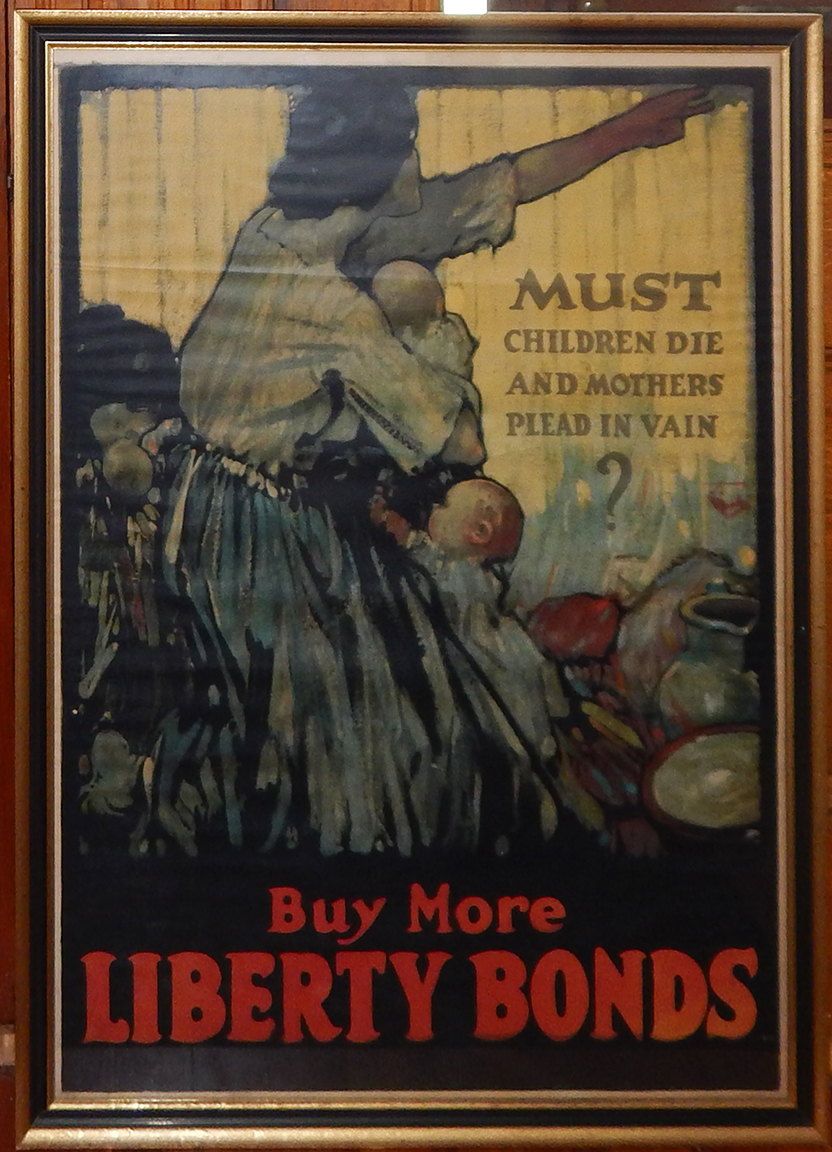 MUST
CHILDREN DIE
AND MOTHERS
PLEAD IN VAIN
?
Buy More
LIBERTY BONDS